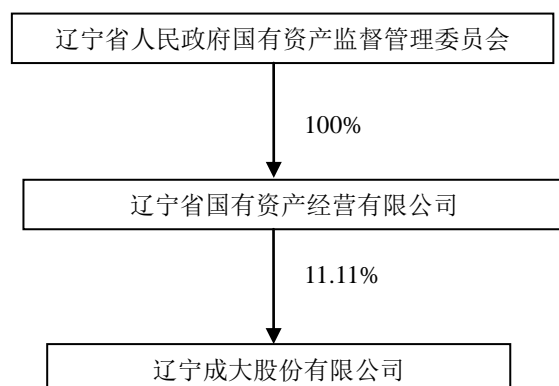 辽宁省人民政府国有资产监督管理委员会
100%
辽宁省国有资产经营有限公司
11.11%
辽宁成大股份有限公司